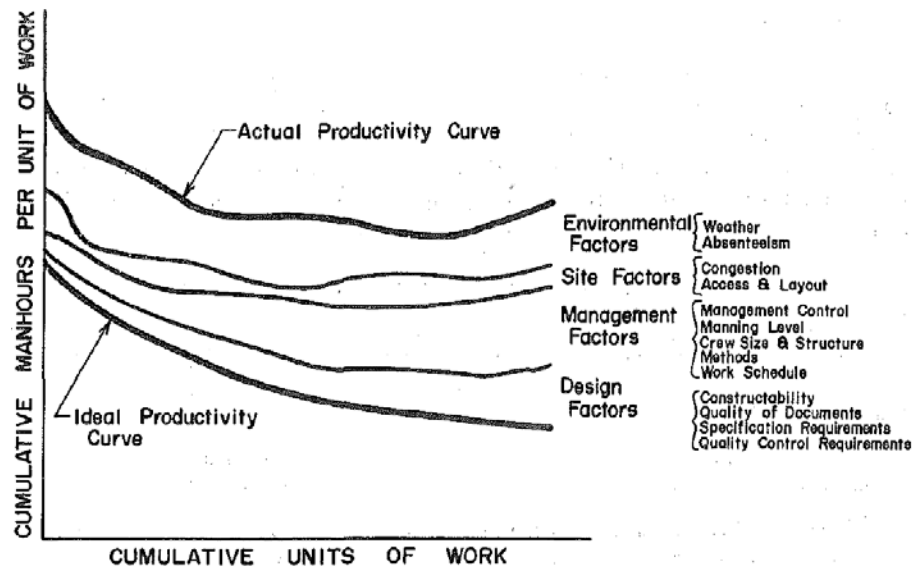 CUMULATIVE MANHOURS PER UNIT OF WORK
Actual Productivity Curve
Environmental
Factors
Weather
Absenteeism
Site Factors
Congestion
Access & Layout
Management
Factors
Management Control
Manning Level
Crew Size & Structure
Methods
Work Schedule
Design
Factors
Constructability
Quality of Documents
Specification Requirements
Quality Control Requirements
Ideal Productivity
Curve
CUMULATIVE UNITS OF WORK